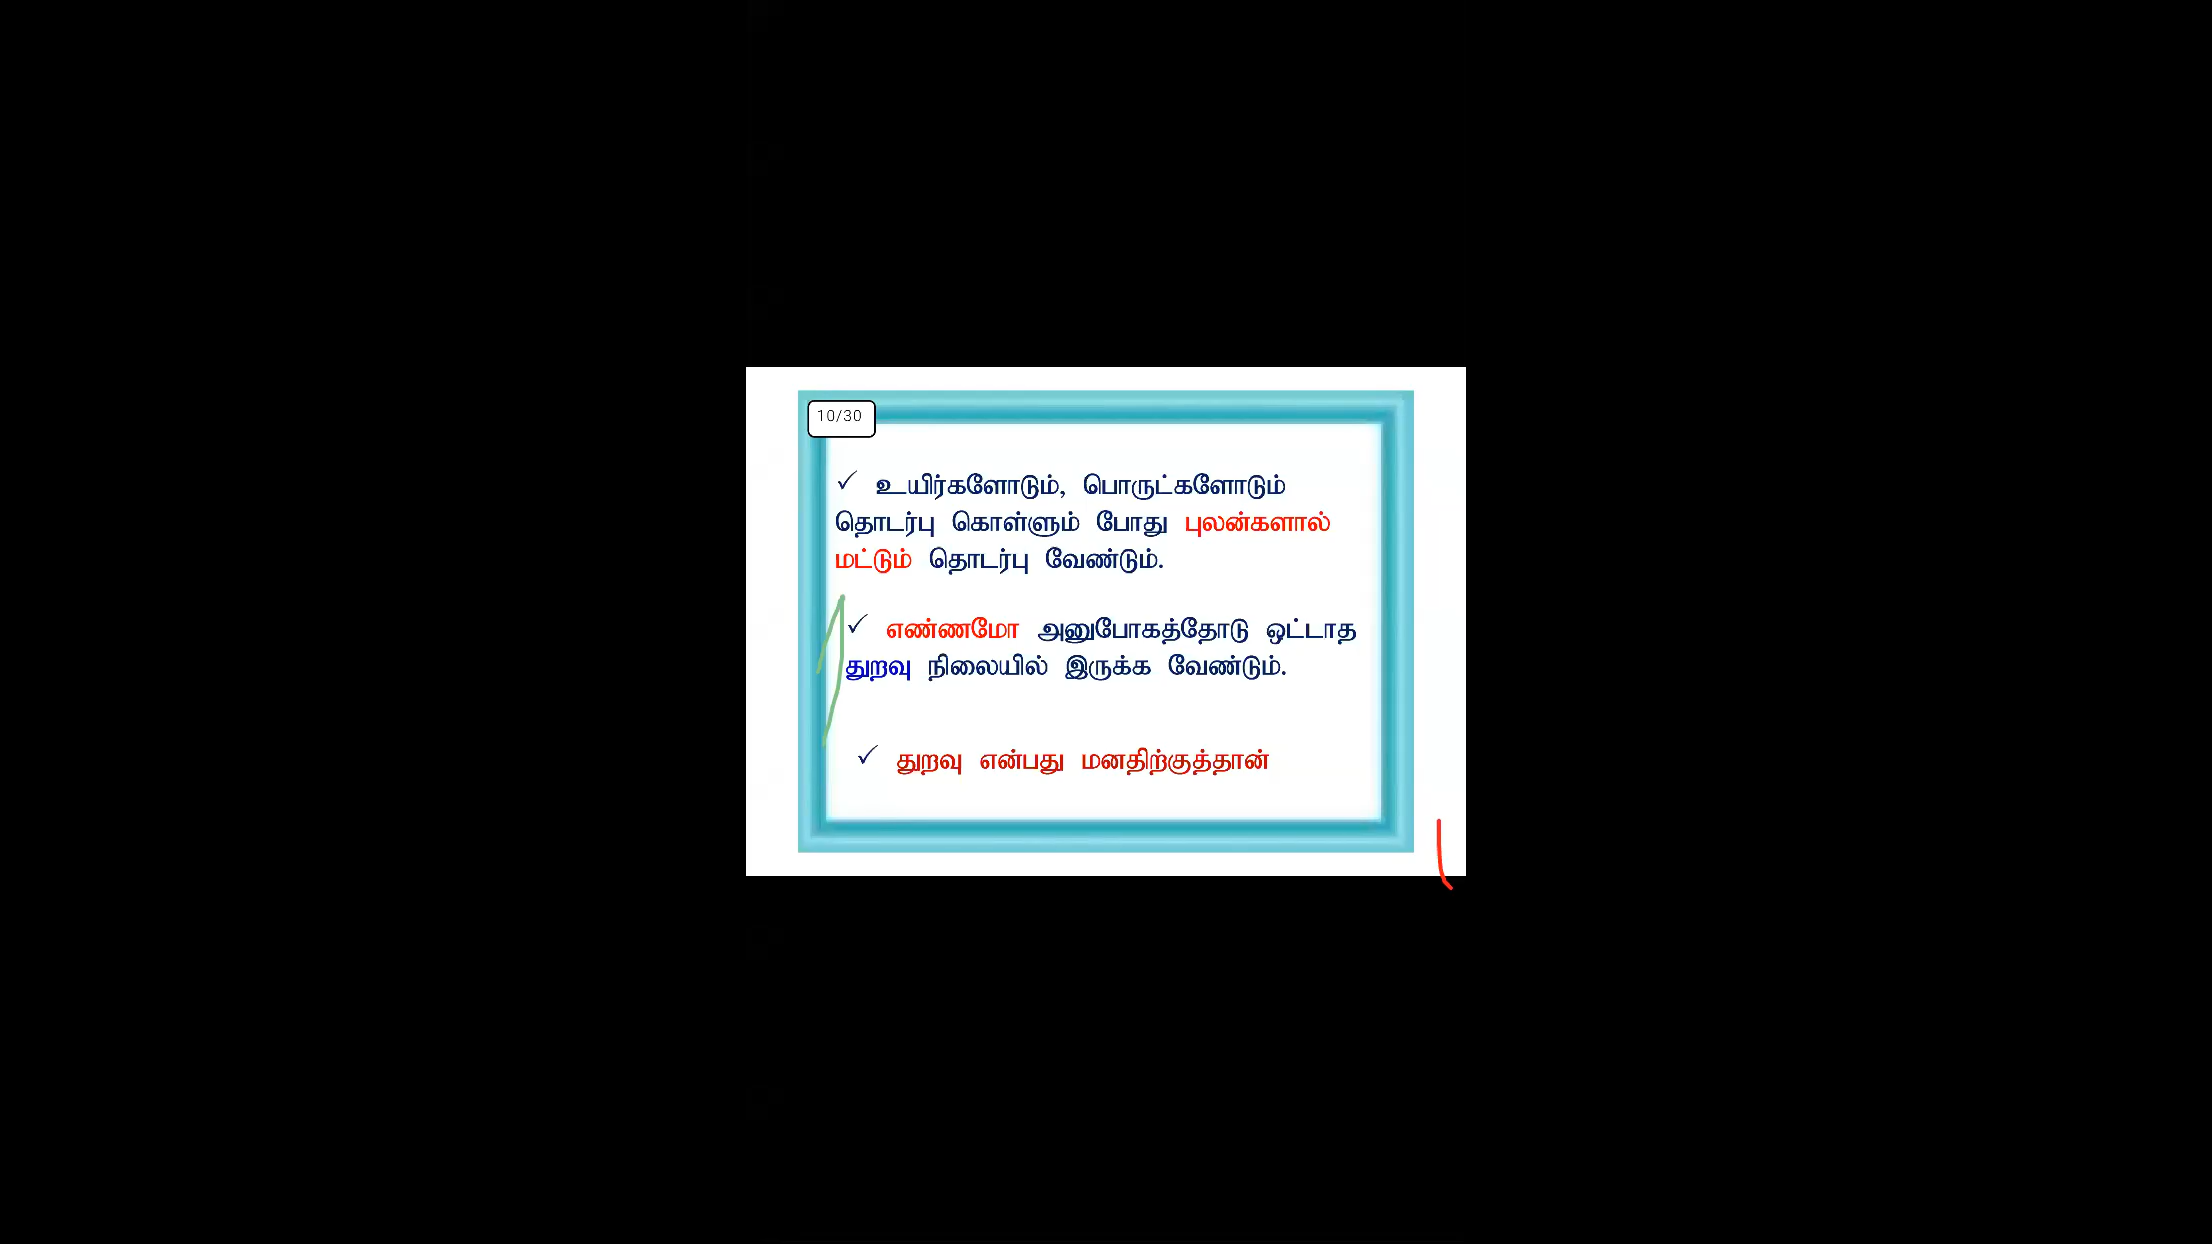 10/30
✓ உயிர்களோடும், பொருட்களோடும்
தொடர்பு கொள்ளும் போது புலன்களால்
மட்டும் தொடர்பு வேண்டும்.
✓ எண்ணமோ அனுபோகத்தோடு ஒட்டாத
துறவு நிலையில் இருக்க வேண்டும்.
✓ துறவு என்பது மனதிற்குத்தான்